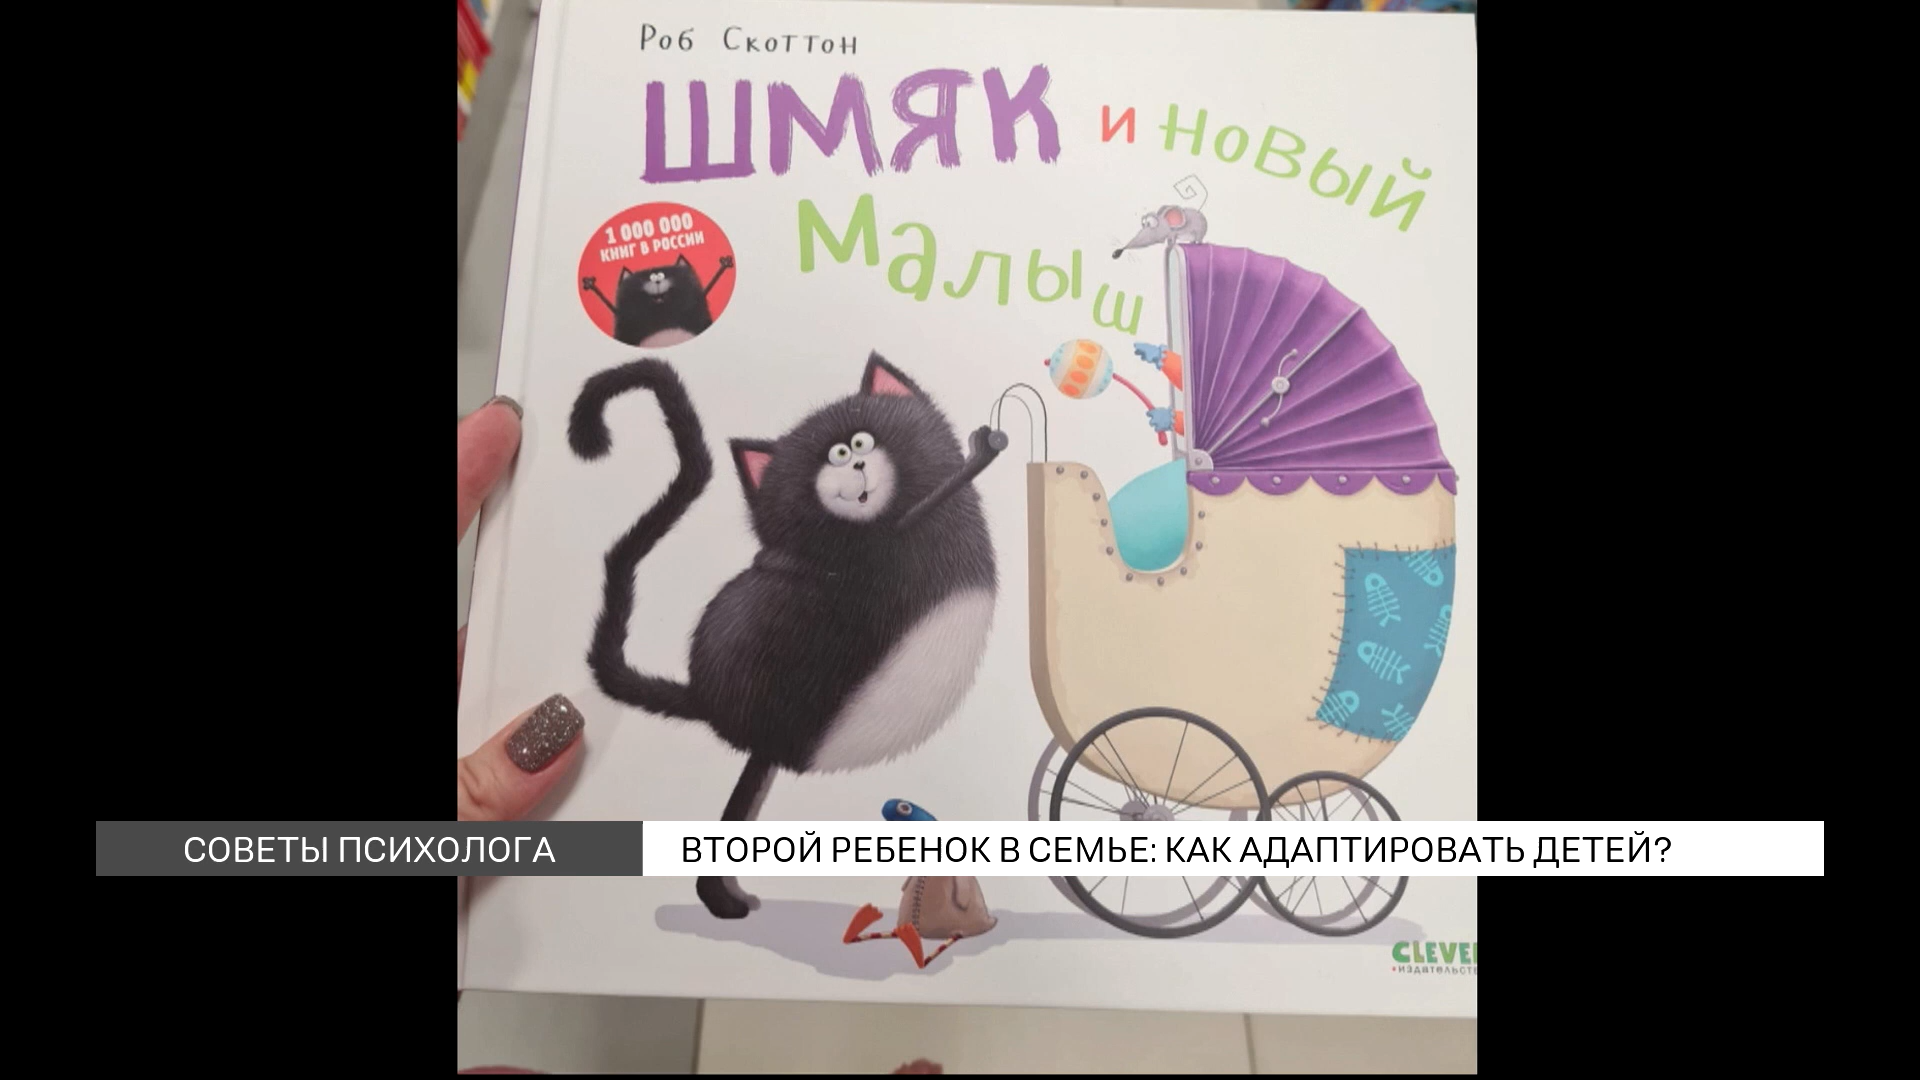 Роб Скоттон
ШМЯК и новый
малыш
1 000 000
КНИГ В РОССИИ
СОВЕТЫ ПСИХОЛОГА
ВТОРОЙ РЕБЕНОК В СЕМЬЕ: КАК АДАПТИРОВАТЬ ДЕТЕЙ?